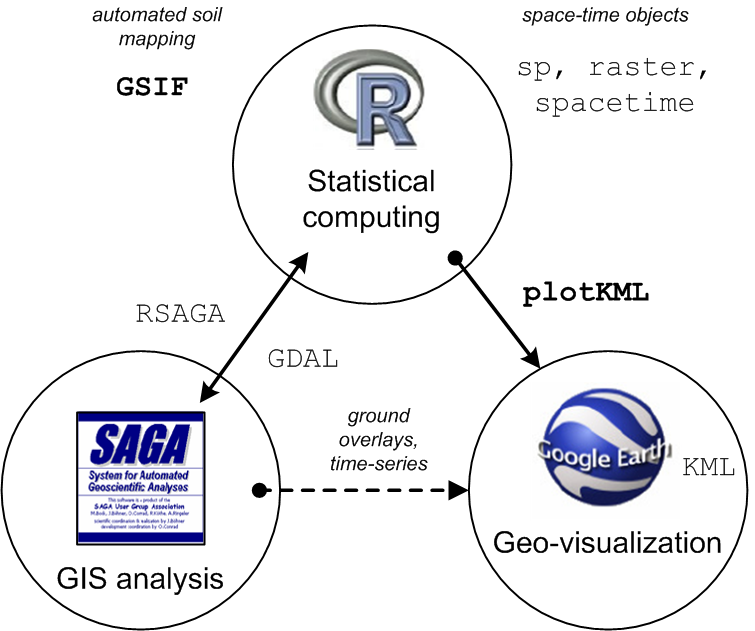 automated soil
mapping
GSIF
space-time objects
sp, raster,
spacetime
R
Statistical
computing
RSAGA
GDAL
plotKML
ground
overlays,
time-series
SAGA
System for Automated
Geoscientific Analyses
This software is a product of the
SAGA User Group Association
GIS analysis
Google Earth
KML
Geo-visualization